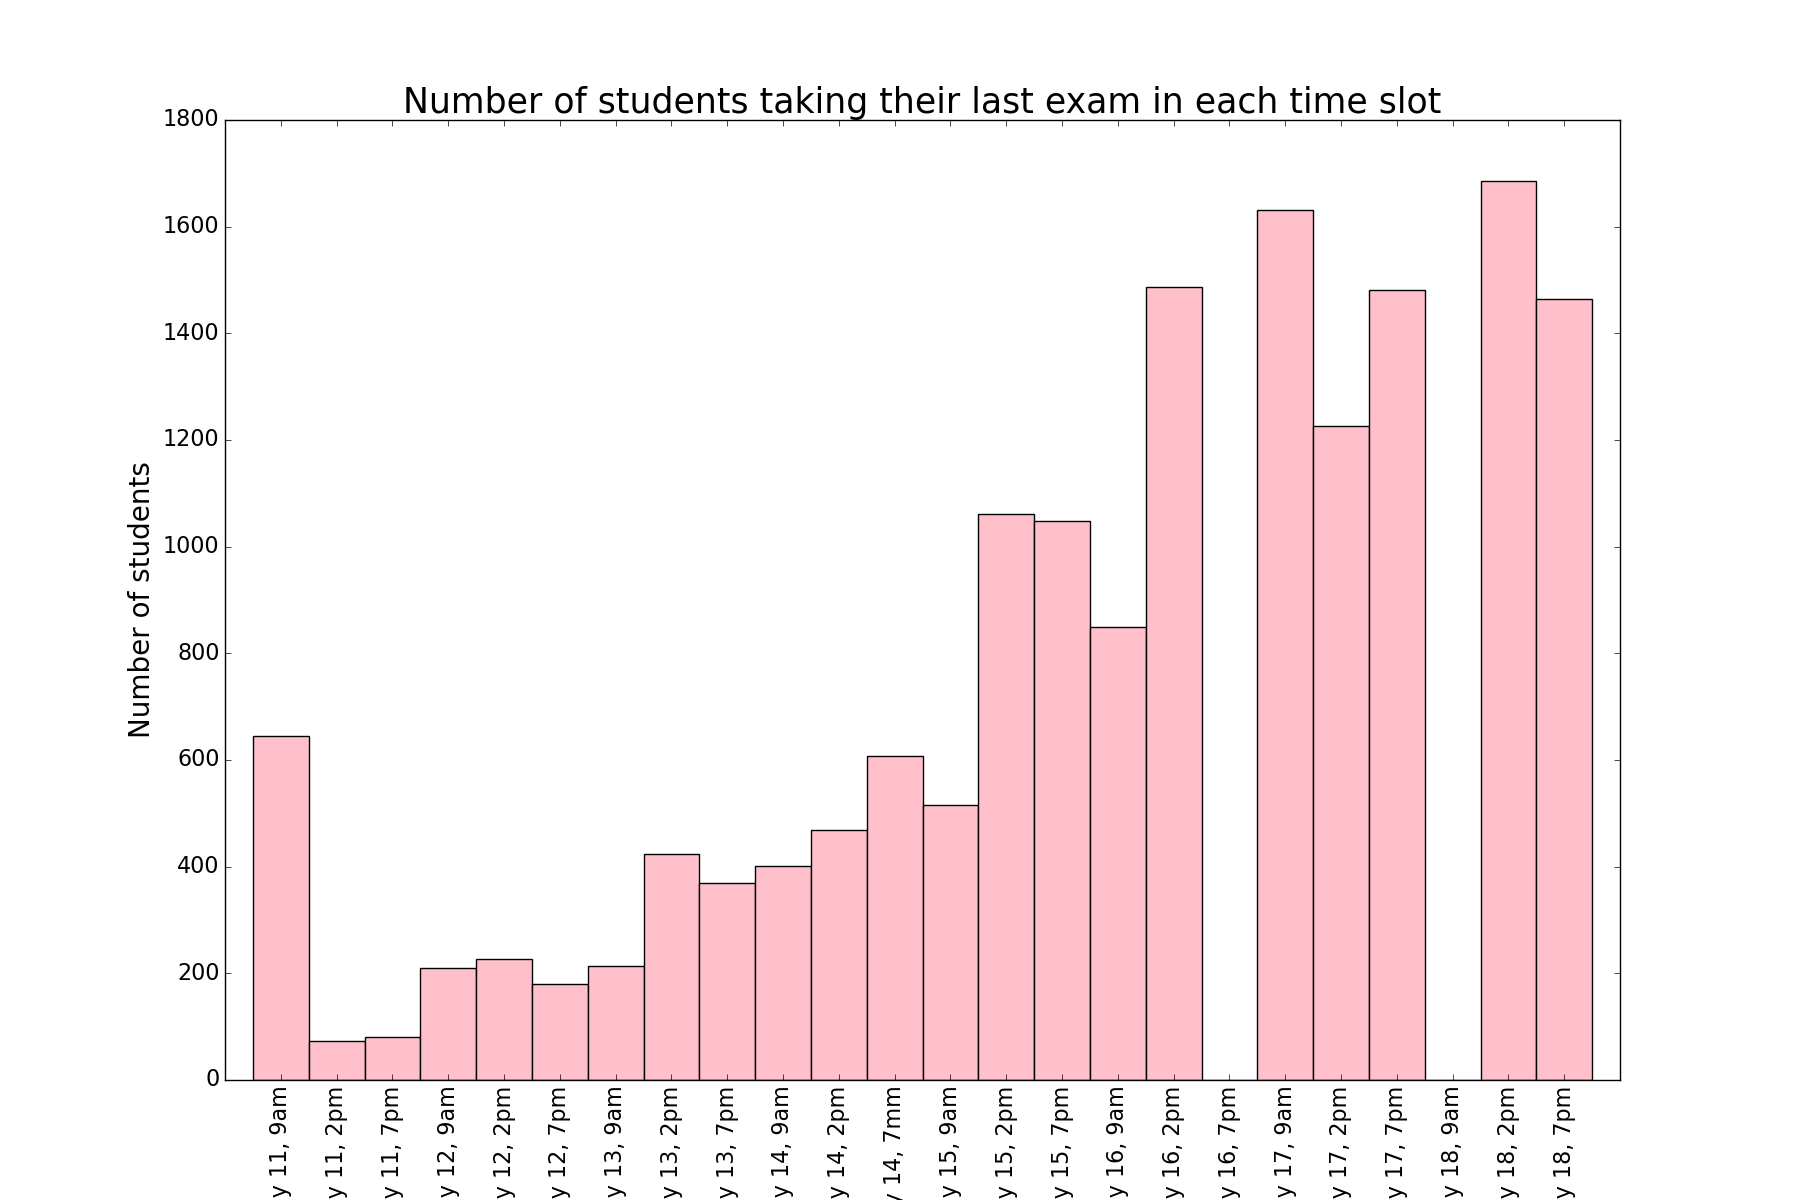 Number of students taking their last exam in each time slot
Number of students
1800
1600
1400
1200
1000
800
600
400
200
0
y 11, 9am
y 11, 2pm
y 11, 7pm
y 12, 9am
y 12, 2pm
y 12, 7pm
y 13, 9am
y 13, 2pm
y 13, 7pm
y 14, 9am
y 14, 2pm
y 14, 7mm
y 15, 9am
y 15, 2pm
y 15, 7pm
y 16, 9am
y 16, 2pm
y 16, 7pm
y 17, 9am
y 17, 2pm
y 17, 7pm
y 18, 9am
y 18, 2pm
y 18, 7pm